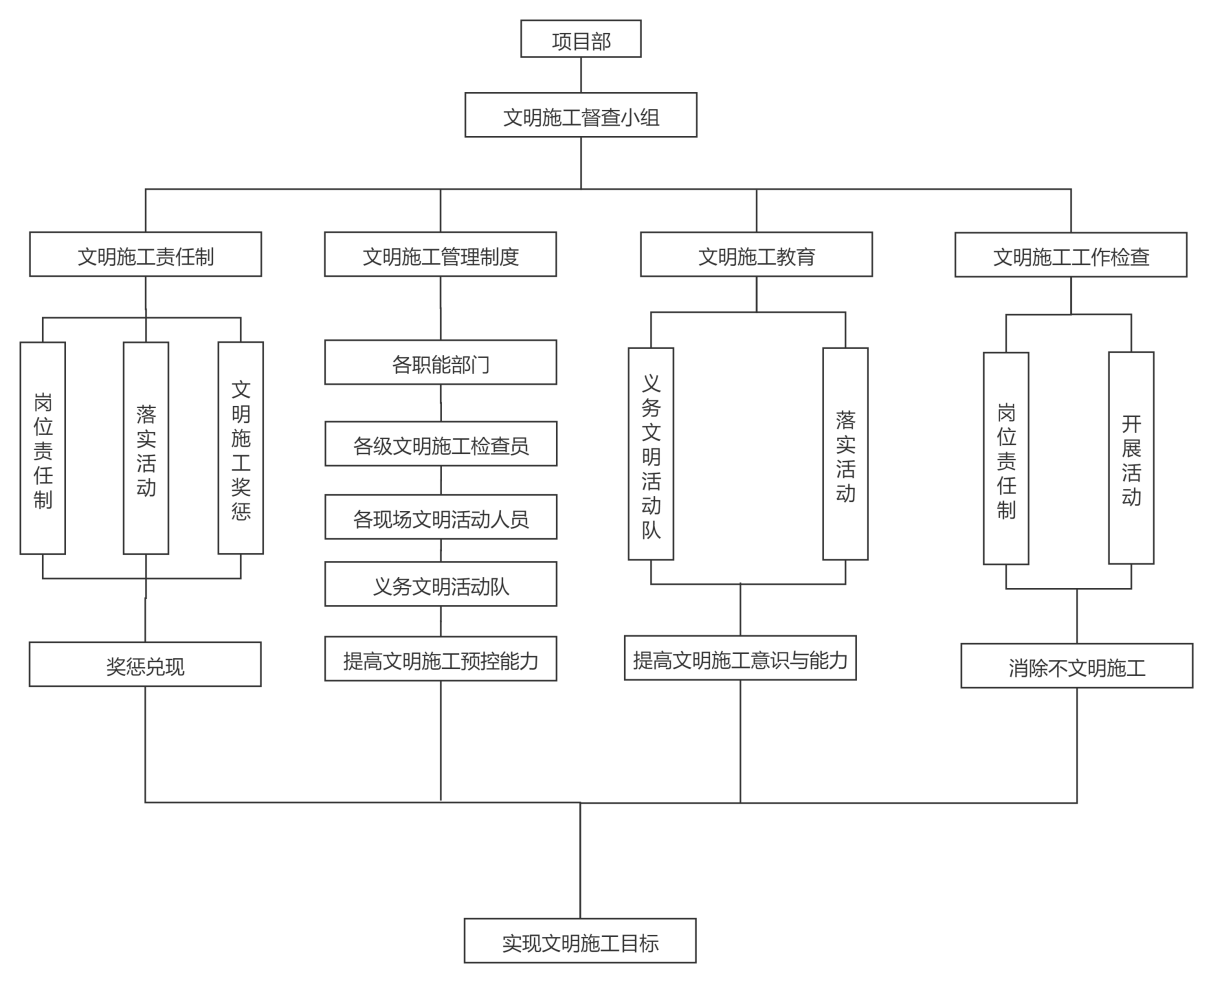 项目部
文明施工督查小组
文明施工责任制
文明施工管理制度
文明施工教育
文明施工工作检查
岗位责任制
落实活动
文明施工奖惩
各职能部门
各级文明施工检查员
各现场文明活动人员
义务文明活动队
提高文明施工预控能力
义务文明活动队
落实活动
岗位责任制
开展活动
奖惩兑现
提高文明施工意识与能力
消除不文明施工
实现文明施工目标